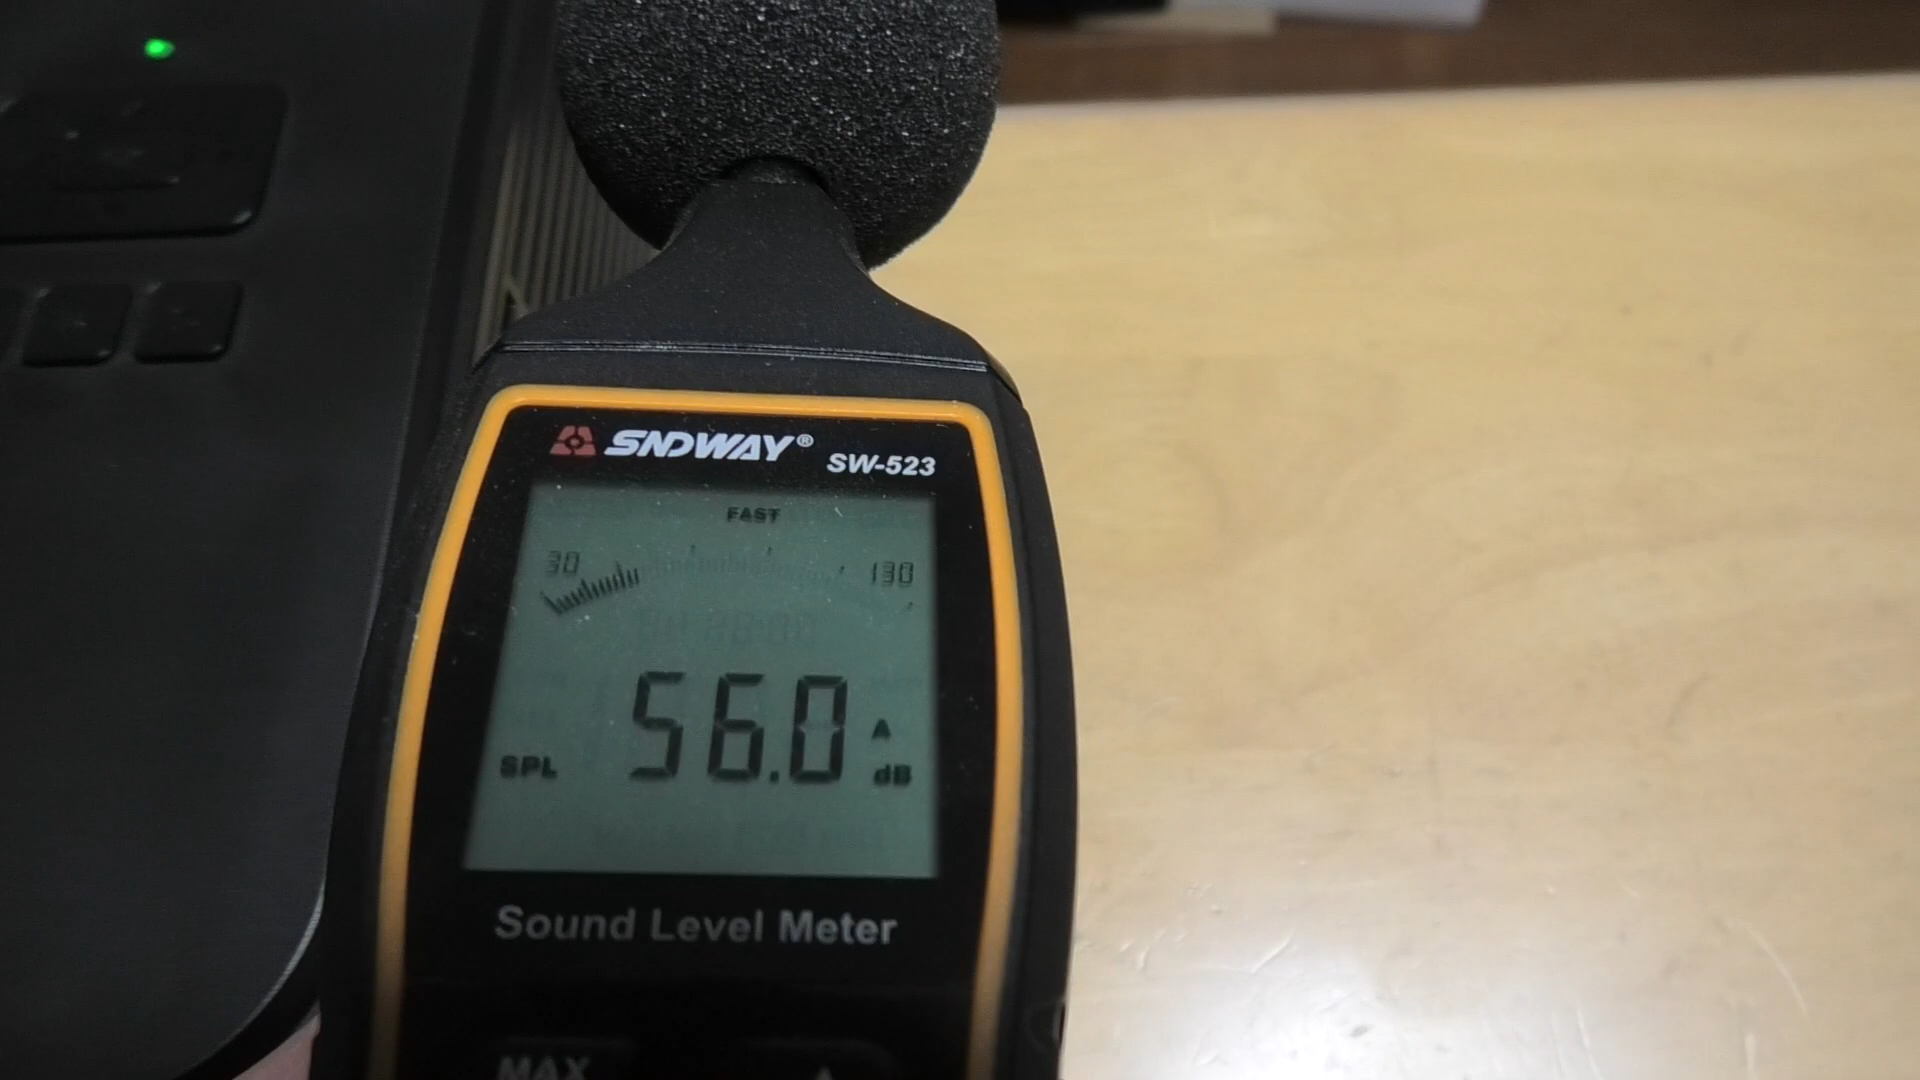 SNDWAY®
SW-523
FAST
30
130
56.0
A
SPL
dB
Sound Level Meter
MAX